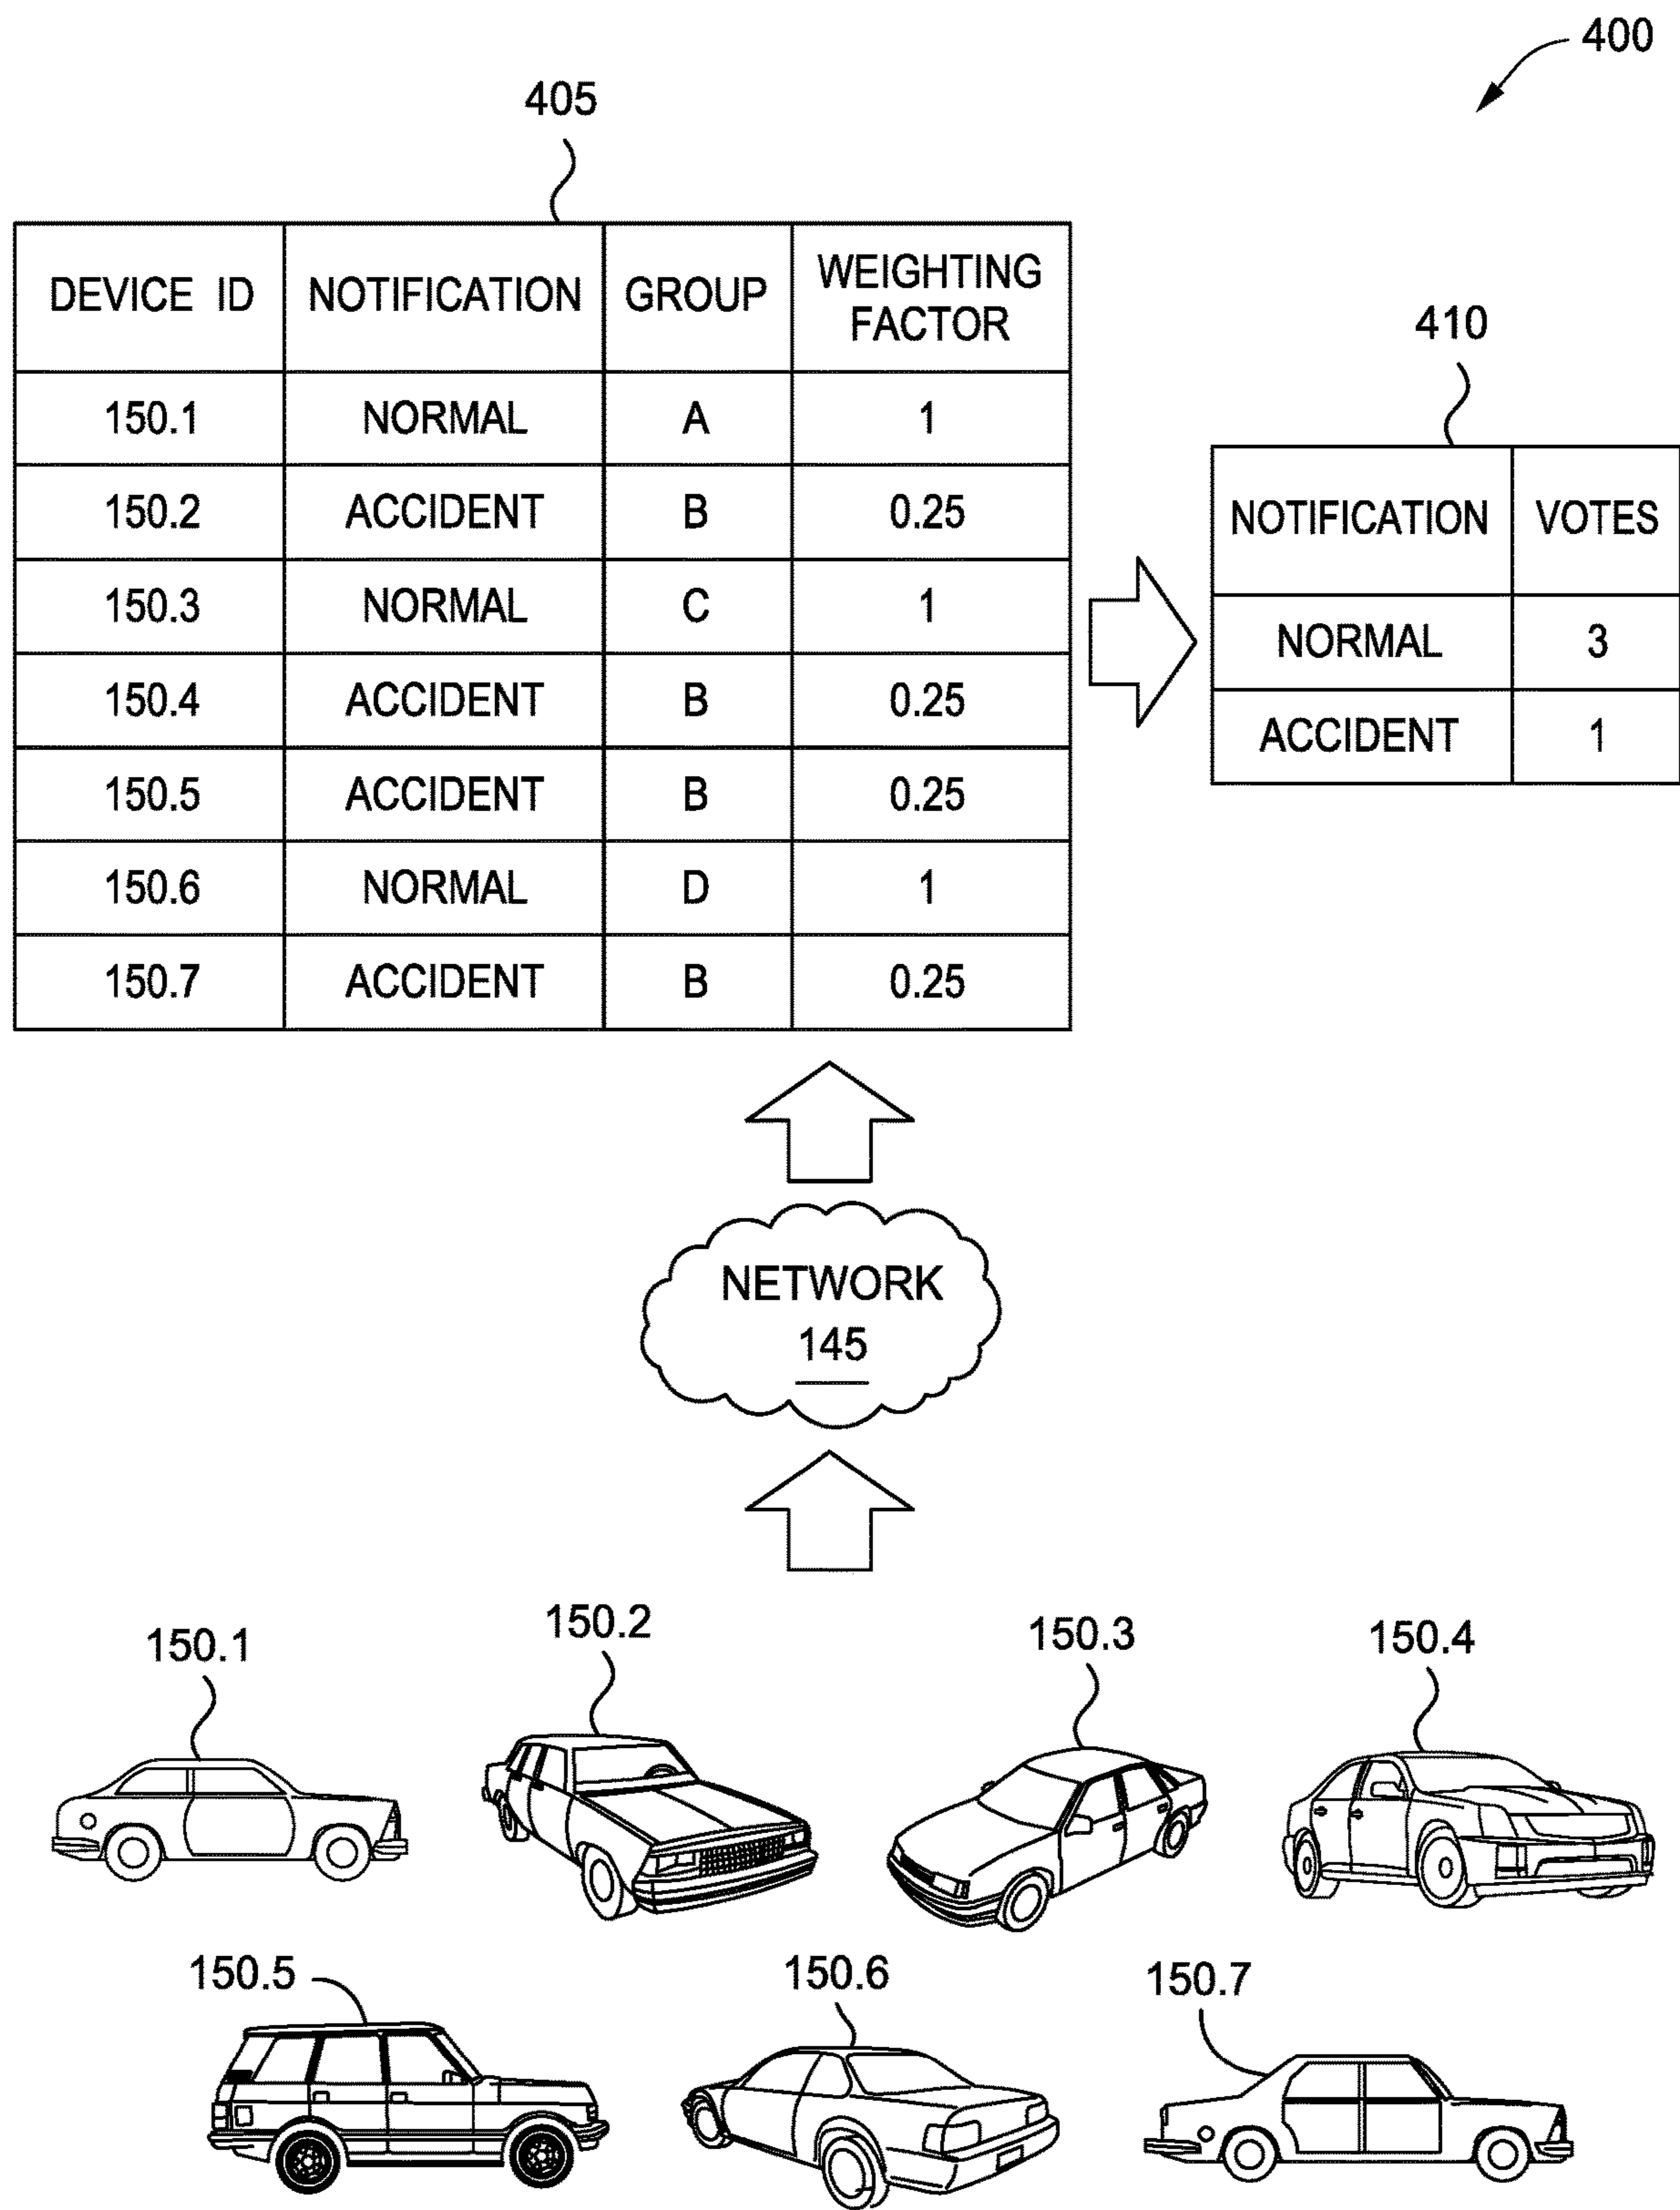 400
405
DEVICE ID NOTIFICATION GROUP WEIGHTING FACTOR
150.1 NORMAL A 1
150.2 ACCIDENT B 0.25
150.3 NORMAL C 1
150.4 ACCIDENT B 0.25
150.5 ACCIDENT B 0.25
150.6 NORMAL D 1
150.7 ACCIDENT B 0.25
410
NOTIFICATION VOTES
NORMAL 3
ACCIDENT 1
NETWORK
145
150.1 150.2 150.3 150.4
150.5 150.6 150.7